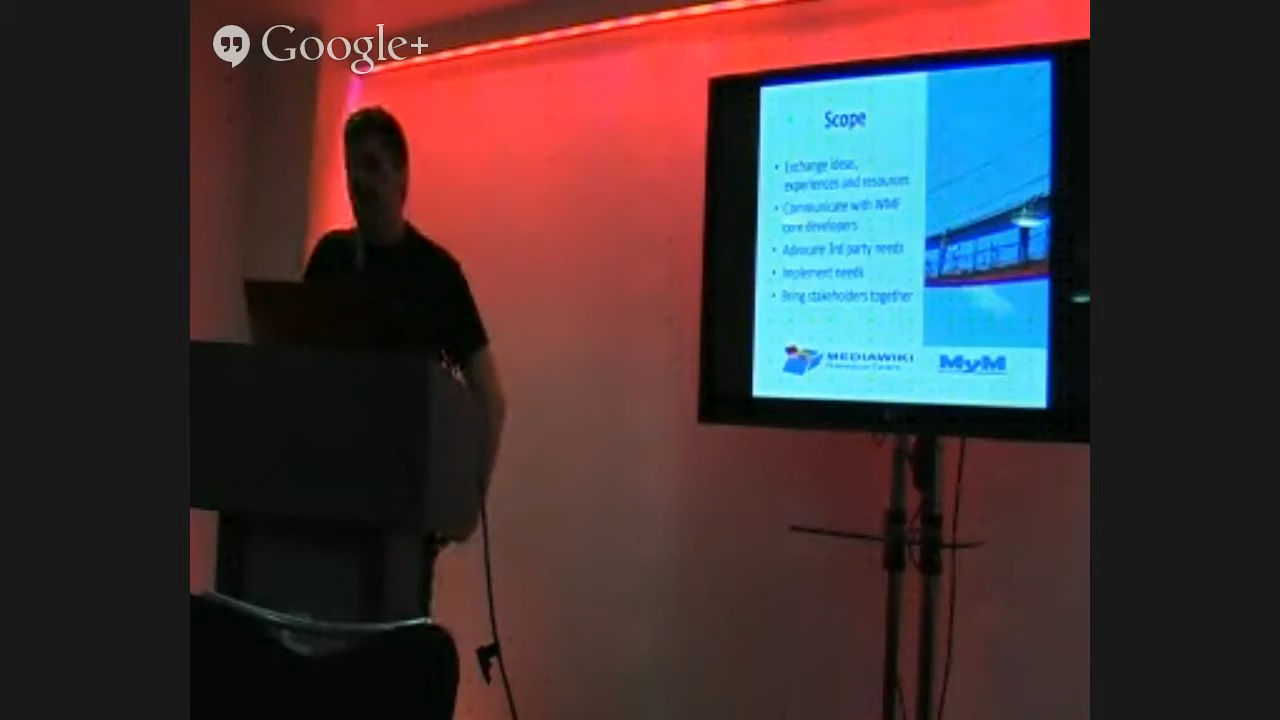 Google+
Scope
• Exchange ideas,
experiences and resources
• Communicate with WMF
core developers
• Advocate 3rd party needs
• Implement needs
• Bring stakeholders together
MEDIAWIKI
MyM